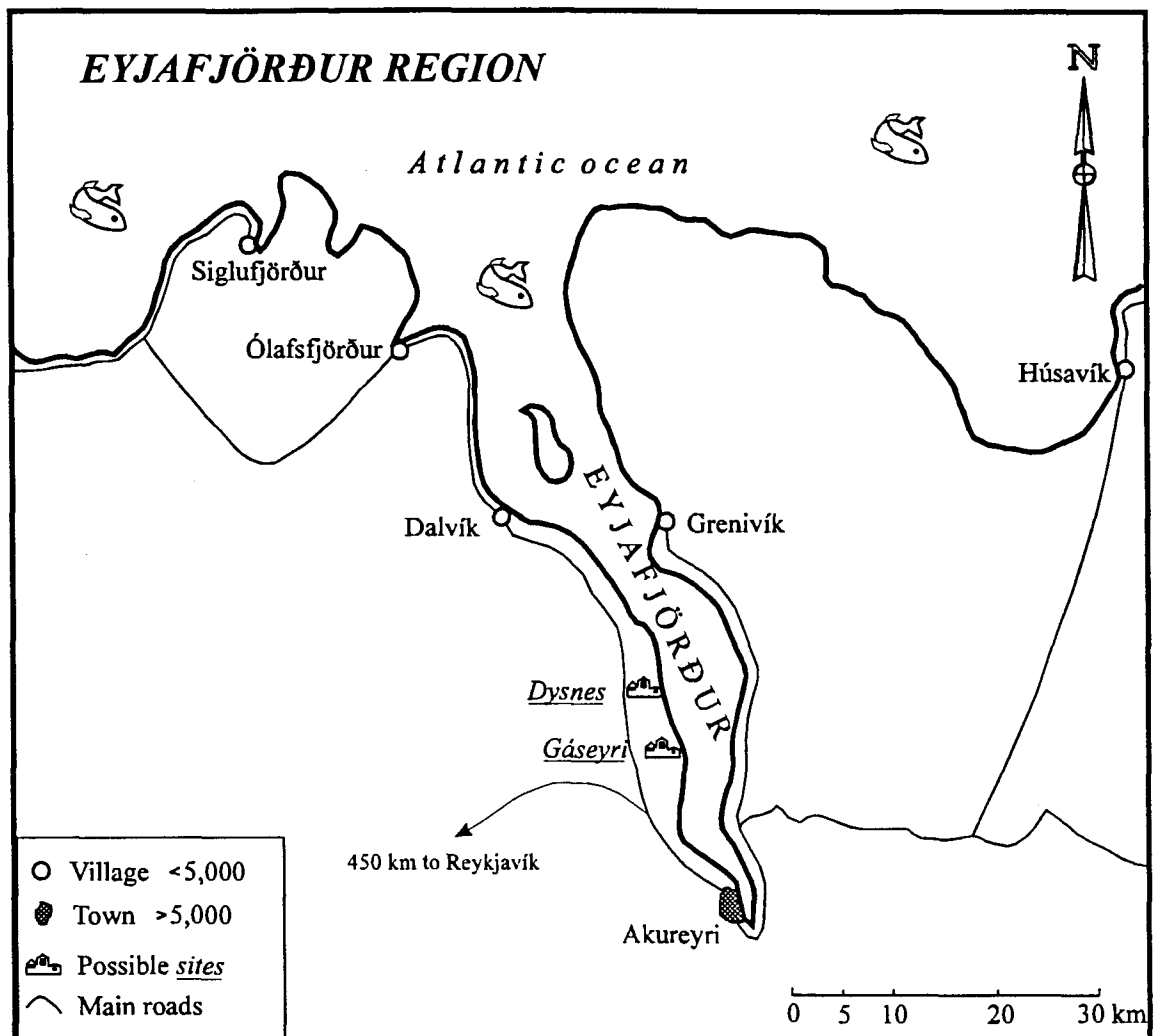 EYJAFJÖRÐUR REGION
N
Atlantic ocean
Siglufjörður
Ólafsfjörður
Húsavík
Dalvík
EYJAFJÖRÐUR
Grenivík
Dysnes
Gáseyri
450 km to Reykjavík
Akureyri
Village <5,000
Town >5,000
Possible sites
Main roads
0 5 10 20 30 km